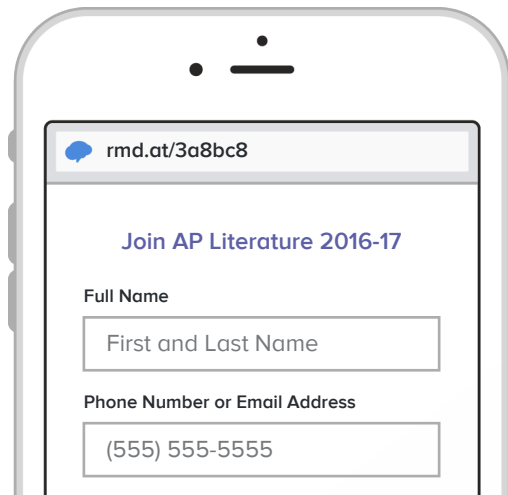 rmd.at/3a8bc8
Join AP Literature 2016-17
Full Name
First and Last Name
Phone Number or Email Address
(555) 555-5555